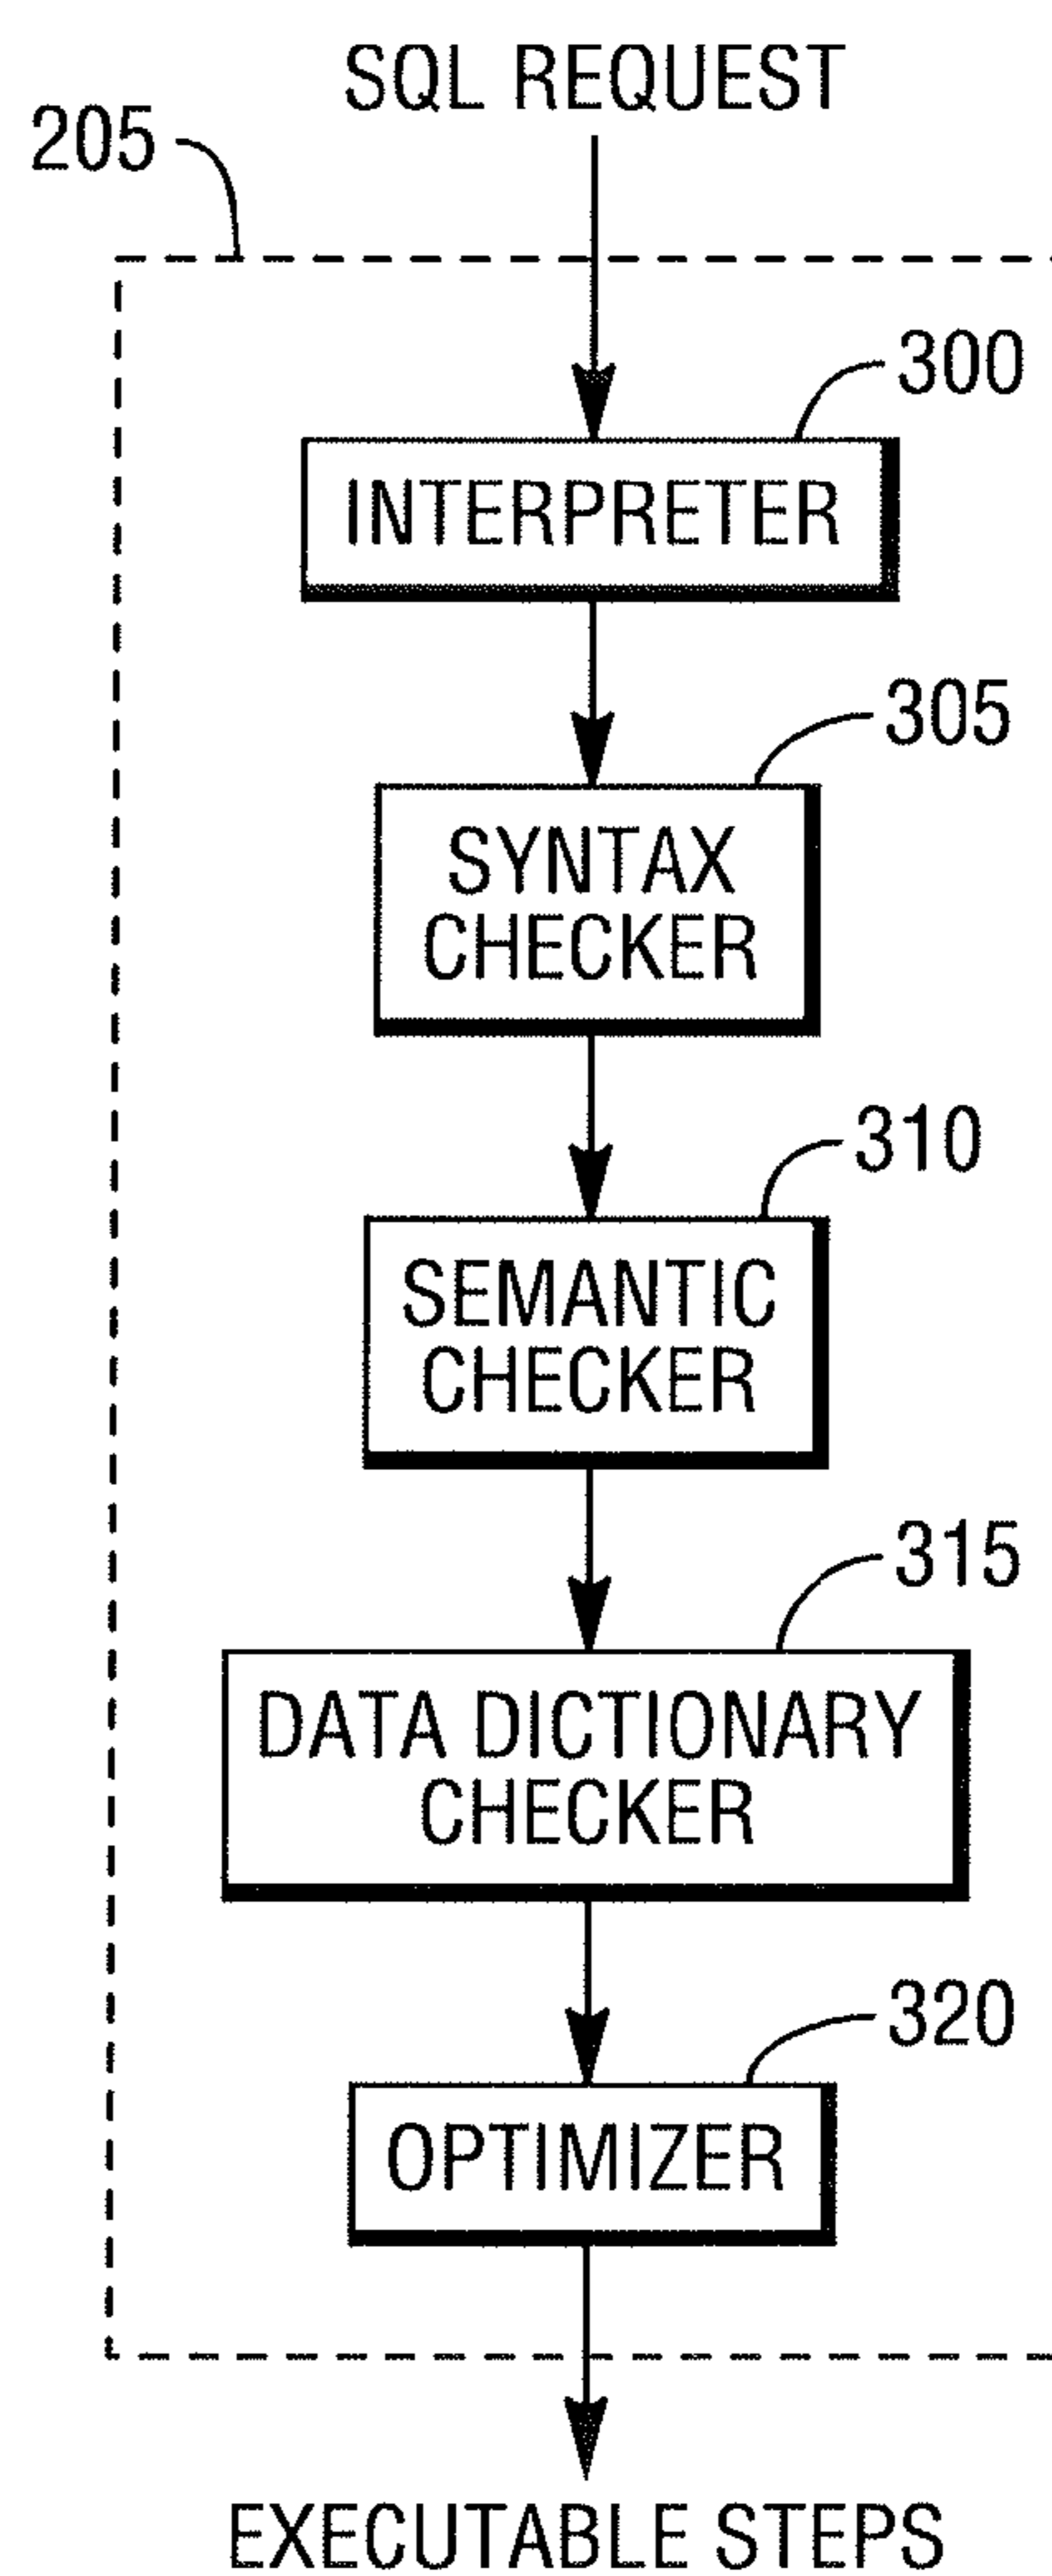 SQL REQUEST
205
300
INTERPRETER
305
SYNTAX
CHECKER
310
SEMANTIC
CHECKER
315
DATA DICTIONARY
CHECKER
320
OPTIMIZER
EXECUTABLE STEPS